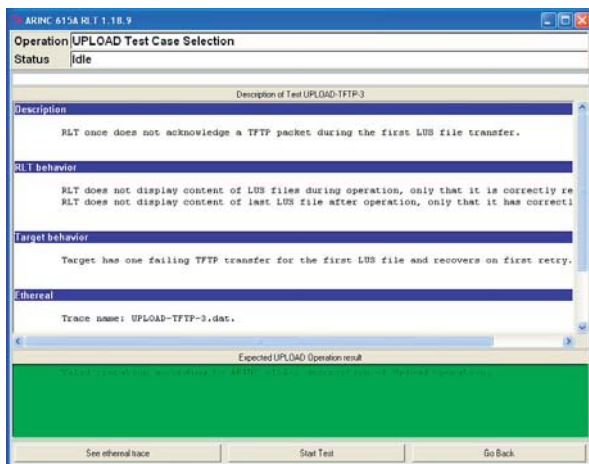 ARINC 615A RLT 1.18.9
Operation UPLOAD Test Case Selection
Status Idle
Description of Test UPLOAD-TFTP-3
Description
RLT once does not acknowledge a TFTP packet during the first LUS file transfer.
RLT behavior
RLT does not display content of LUS files during operation, only that it is correctly re
RLT does not display content of last LUS file after operation, only that it has correctl
Target behavior
Target has one failing TFTP transfer for the first LUS file and recovers on first retry.
Ethereal
Trace name: UPLOAD-TFTP-3.dat.
Expected UPLOAD Operation result
Valid operation according to ARINC
See ethereal trace
Start Test
Go Back